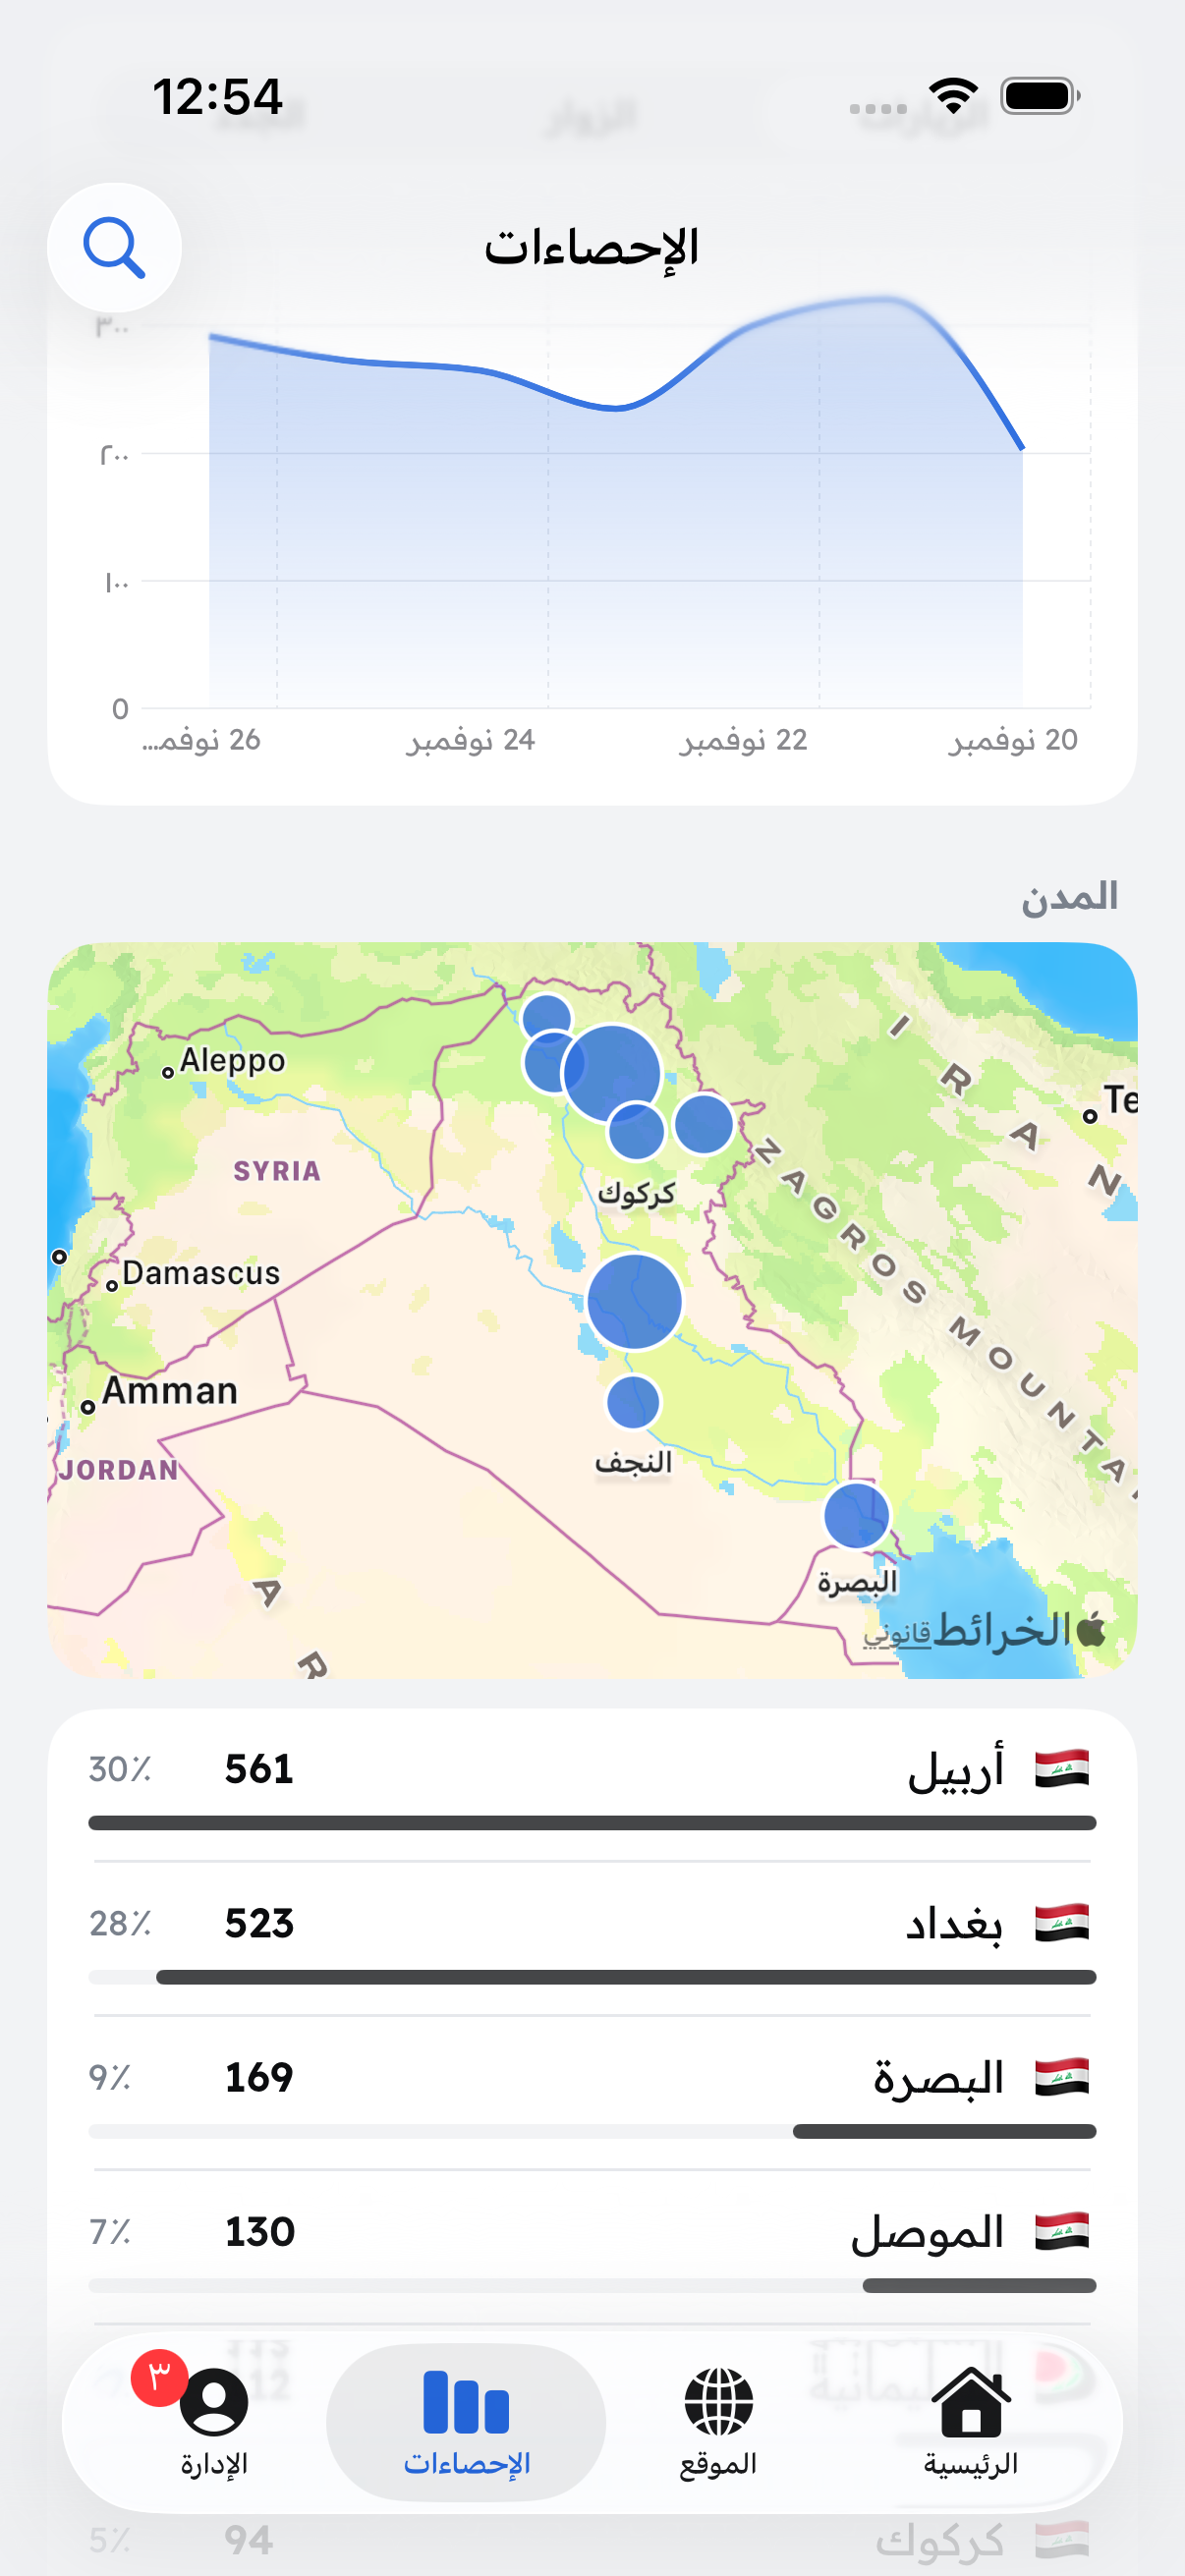 12:54
الإحصاءات
٣٠٠
٢٠٠
١٠٠
0
20 نوفمبر
22 نوفمبر
24 نوفمبر
26 نوفمـ...
المدن
I R A N
Te
Aleppo
SYRIA
كركوك
ZAGROS MOUNTA
Damascus
Amman
JORDAN
النجف
البصرة
A R
الخرائط
قانوني
أربيل 561 30٪
بغداد 523 28٪
البصرة 169 9٪
الموصل 130 7٪
الرئيسية
الموقع
الإحصاءات
الإدارة
٣
كركوك 94 5٪